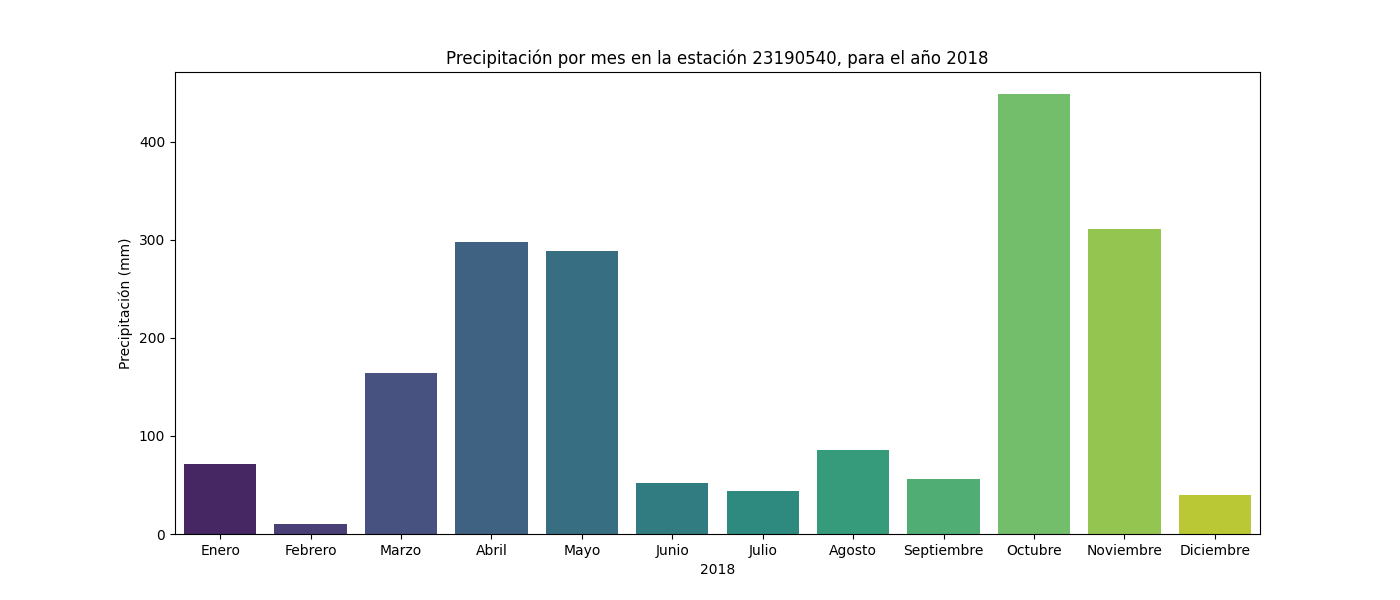 Precipitación por mes en la estación 23190540, para el año 2018
Precipitación (mm)
400
300
200
100
0
Enero Febrero Marzo Abril Mayo Junio Julio Agosto Septiembre Octubre Noviembre Diciembre
2018